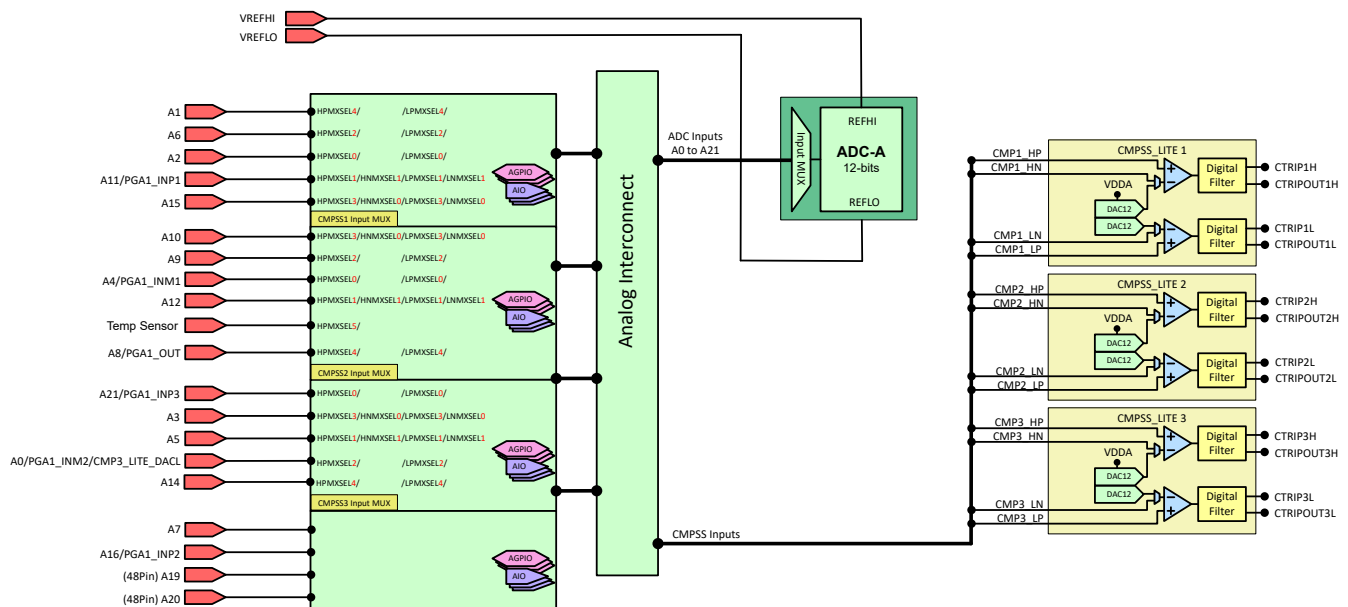 VREFHI
VREFLO
A1
HPMXSEL4/ /LPMXSEL4/
A6
HPMXSEL2/ /LPMXSEL2/
A2
HPMXSEL0/ /LPMXSEL0/
A11/PGA1_INP1
HPMXSEL1/HNMXSEL1/LPMXSEL1/LNMXSEL1
A15
HPMXSEL3/HNMXSEL0/LPMXSEL3/LNMXSEL0
AGPIO
AIO
CMPSS1 Input MUX
A10
HPMXSEL3/HNMXSEL0/LPMXSEL3/LNMXSEL0
A9
HPMXSEL2/ /LPMXSEL2/
A4/PGA1_INM1
HPMXSEL0/ /LPMXSEL0/
A12
HPMXSEL1/HNMXSEL1/LPMXSEL1/LNMXSEL1
Temp Sensor
HPMXSEL5/
A8/PGA1_OUT
HPMXSEL4/ /LPMXSEL4/
AGPIO
AIO
CMPSS2 Input MUX
A21/PGA1_INP3
HPMXSEL0/ /LPMXSEL0/
A3
HPMXSEL3/HNMXSEL0/LPMXSEL3/LNMXSEL0
A5
HPMXSEL1/HNMXSEL1/LPMXSEL1/LNMXSEL1
A0/PGA1_INM2/CMP3_LITE_DACL
HPMXSEL2/ /LPMXSEL2/
A14
HPMXSEL4/ /LPMXSEL4/
AGPIO
AIO
CMPSS3 Input MUX
A7
A16/PGA1_INP2
(48Pin) A19
(48Pin) A20
AGPIO
AIO
Analog Interconnect
ADC Inputs
A0 to A21
Input MUX
REFHI
ADC-A
12-bits
REFLO
CMPSS Inputs
CMPSS_LITE 1
CMP1_HP
CMP1_HN
VDDA
DAC12
DAC12
CMP1_LN
CMP1_LP
Digital
Filter
Digital
Filter
CTRIP1H
CTRIPOUT1H
CTRIP1L
CTRIPOUT1L
CMPSS_LITE 2
CMP2_HP
CMP2_HN
VDDA
DAC12
DAC12
CMP2_LN
CMP2_LP
Digital
Filter
Digital
Filter
CTRIP2H
CTRIPOUT2H
CTRIP2L
CTRIPOUT2L
CMPSS_LITE 3
CMP3_HP
CMP3_HN
VDDA
DAC12
DAC12
CMP3_LN
CMP3_LP
Digital
Filter
Digital
Filter
CTRIP3H
CTRIPOUT3H
CTRIP3L
CTRIPOUT3L